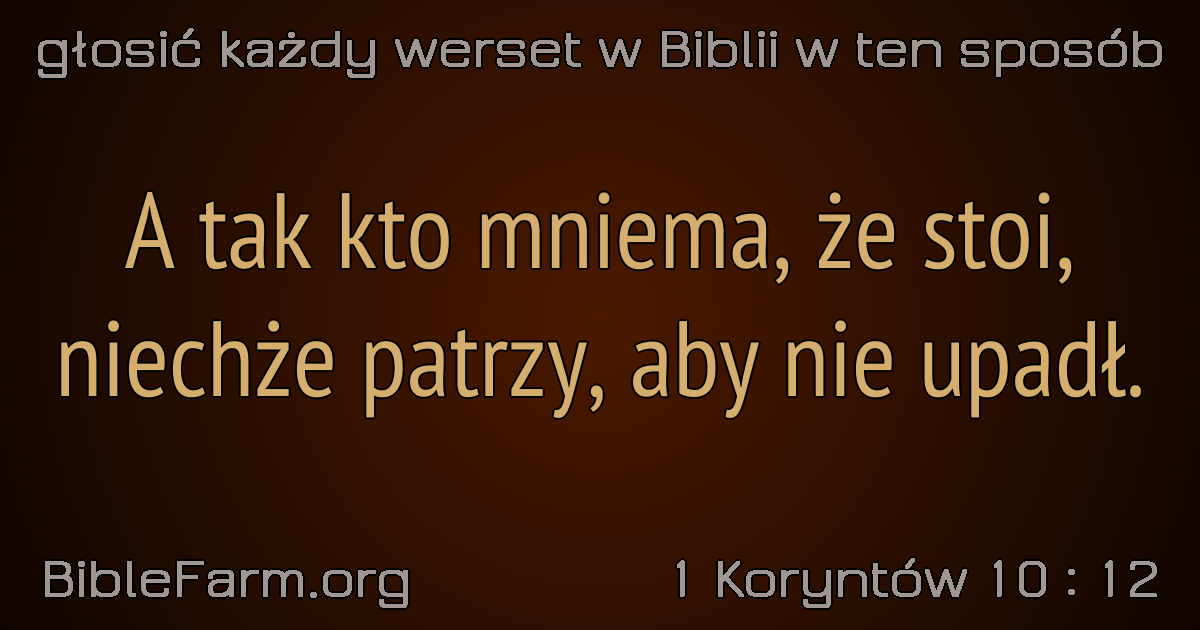 głosić każdy werset w Biblii w ten sposób
A tak kto mniema, że stoi,
niechże patrzy, aby nie upadł.
BibleFarm.org
1 Koryntów 10 : 12